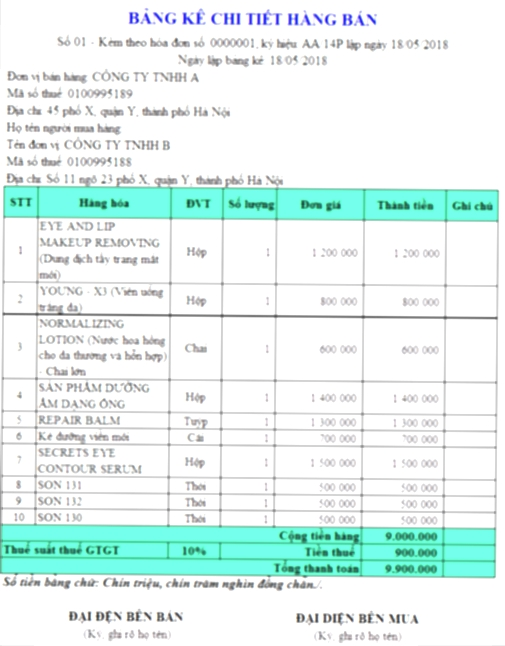 BẢNG KÊ CHI TIẾT HÀNG BÁN
Số 01 - Kèm theo hóa đơn số 0000001, ký hiệu AA 14P lập ngày 18/05/2018
Ngày lập bảng kê 18/05/2018
Đơn vị bán hàng CÔNG TY TNHH A
Mã số thuế 0100995189
Địa chỉ 45 phố X, quận Y, thành phố Hà Nội
Họ tên người mua hàng
Tên đơn vị CÔNG TY TNHH B
Mã số thuế 0100995188
Địa chỉ Số 11 ngõ 23 phố X, quận Y, thành phố Hà Nội
STT Hàng hóa ĐVT Số lượng Đơn giá Thành tiền Ghi chú
EYE AND LIP
MAKEUP REMOVING
1 (Dung dịch tẩy trang mắt Hộp 1 1 200 000 1 200 000
môi)
2 YOUNG - X3 (Viên uống Hộp 1 800 000 800 000
trắng da)
NORMALIZING
3 LOTION (Nước hoa hồng Chai 1 600 000 600 000
cho da thường và hỗn hợp)
- Chai lớn
4 SẢN PHẨM DƯỠNG Hộp 1 1 400 000 1 400 000
ẨM DẠNG ỐNG
5 REPAIR BALM Tuýp 1 1 300 000 1 300 000
6 Kẻ dưỡng viền môi Cái 1 700 000 700 000
7 SECRETS EYE Hộp 1 1 500 000 1 500 000
CONTOUR SERUM
8 SON 131 Thỏi 1 500 000 500 000
9 SON 132 Thỏi 1 500 000 500 000
10 SON 130 Thỏi 1 500 000 500 000
Cộng tiền hàng 9.000.000
Thuế suất thuế GTGT 10% Tiền thuế 900.000
Tổng thanh toán 9.900.000
Số tiền bằng chữ: Chín triệu, chín trăm nghìn đồng chẵn./.
ĐẠI ĐỆN BÊN BÁN ĐẠI DIỆN BÊN MUA
(Ký, ghi rõ họ tên) (Ký, ghi rõ họ tên)